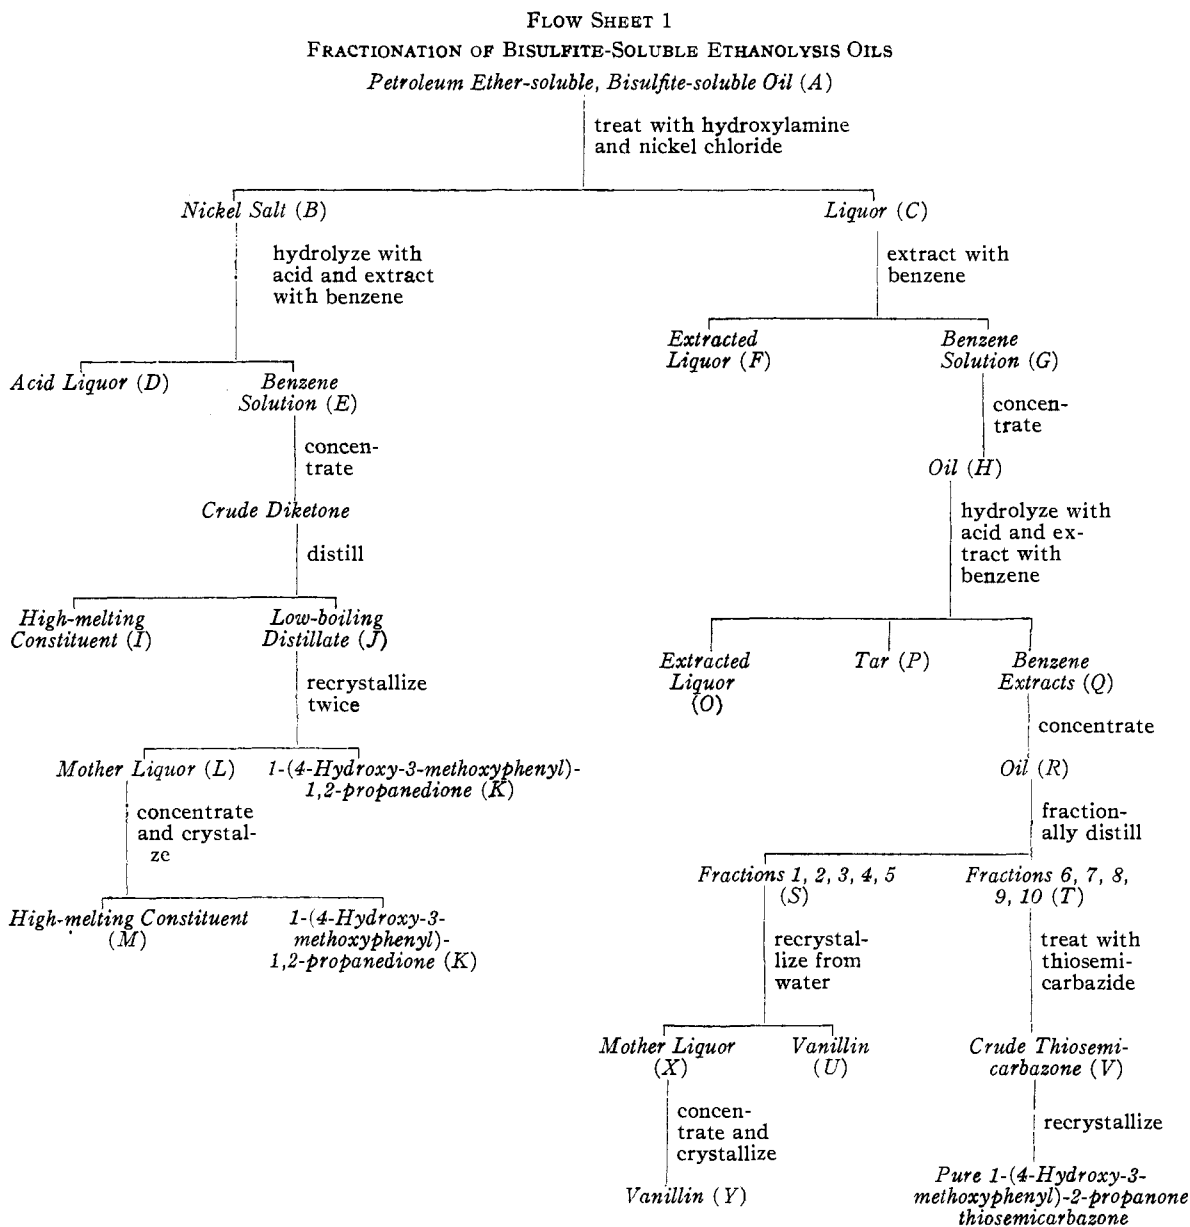 FLOW SHEET 1
FRACTIONATION OF BISULFITE-SOLUBLE ETHANOLYSIS OILS
Petroleum Ether-soluble, Bisulfite-soluble Oil (A)
treat with hydroxylamine
and nickel chloride
Nickel Salt (B)
Liquor (C)
hydrolyze with
acid and extract
with benzene
extract with
benzene
Extracted
Liquor (F)
Benzene
Solution (G)
Acid Liquor (D)
Benzene
Solution (E)
concen-
trate
concen-
trate
Oil (H)
Crude Diketone
hydrolyze with
acid and ex-
tract with
benzene
distill
High-melting
Constituent (I)
Low-boiling
Distillate (J)
Extracted
Liquor
(O)
Tar (P)
Benzene
Extracts (Q)
recrystallize
twice
concentrate
Mother Liquor (L)
1-(4-Hydroxy-3-methoxyphenyl)-
1,2-propanedione (K)
Oil (R)
concentrate
and crystal-
ze
fraction-
ally distill
Fractions 1, 2, 3, 4, 5
(S)
Fractions 6, 7, 8,
9, 10 (T)
High-melting Constituent
(M)
1-(4-Hydroxy-3-
methoxyphenyl)-
1,2-propanedione (K)
recrystal-
lize from
water
treat with
thiosemi-
carbazide
Mother Liquor
(X)
Vanillin
(U)
Crude Thiosemi-
carbazone (V)
concen-
trate and
crystallize
recrystallize
Vanillin (Y)
Pure 1-(4-Hydroxy-3-
methoxyphenyl)-2-propanone
thiosemicarbazone